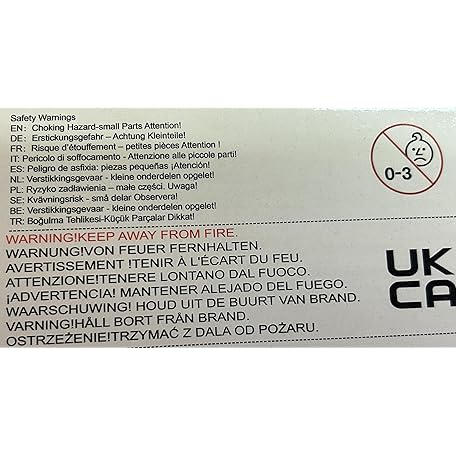 Safety Warnings
EN: Choking Hazard-small Parts Attention!
DE: Erstickungsgefahr – Achtung Kleinteile!
FR: Risque d'étouffement – petites pièces Attention !
IT: Pericolo di soffocamento - Attenzione alle piccole parti!
ES: Peligro de asfixia: piezas pequeñas ¡Atención!
NL: Verstikkingsgevaar - kleine onderdelen opgelet!
PL: Ryzyko zadławienia – małe części. Uwaga!
SE: Kvävningsrisk - små delar Observera!
BE: Verstikkingsgevaar - kleine onderdelen opgelet!
TR: Boğulma Tehlikesi-Küçük Parçalar Dikkat!
0-3
WARNING!KEEP AWAY FROM FIRE.
WARNUNG!VON FEUER FERNHALTEN.
AVERTISSEMENT !TENIR À L'ÉCART DU FEU.
ATTENZIONE!TENERE LONTANO DAL FUOCO.
¡ADVERTENCIA! MANTENER ALEJADO DEL FUEGO.
WAARSCHUWING! HOUD UIT DE BUURT VAN BRAND.
VARNING!HÅLL BORT FRÅN BRAND.
OSTRZEŻENIE!TRZYMAĆ Z DALA OD POŻARU.
UK
CA